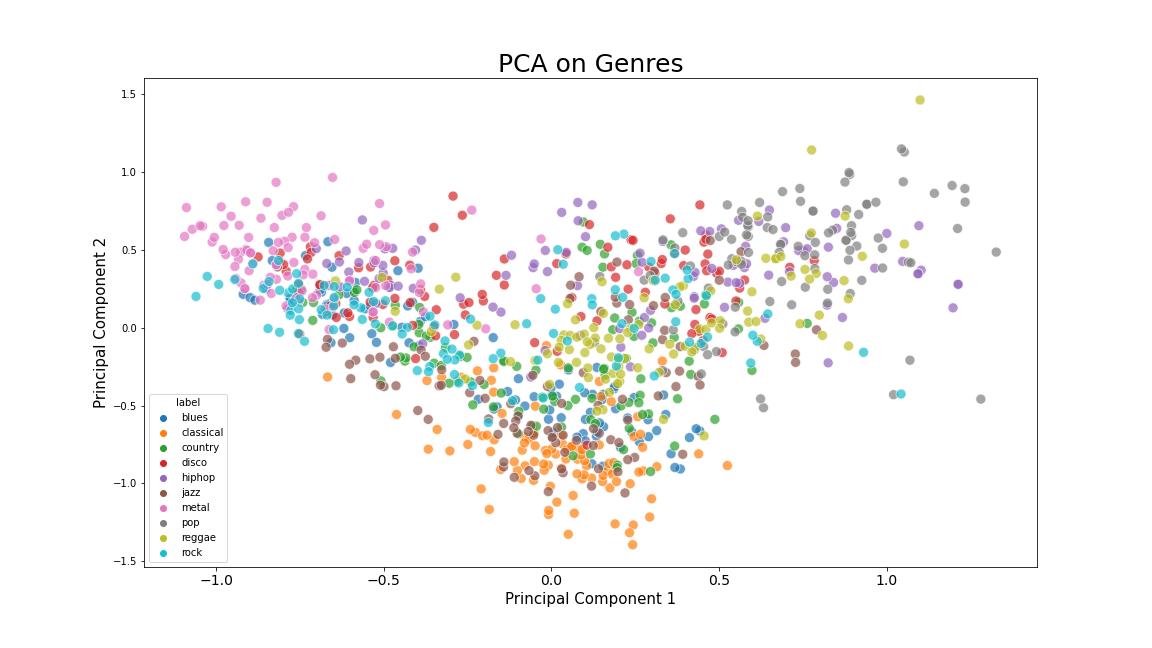 PCA on Genres
Principal Component 2
1.5
1.0
0.5
0.0
−0.5
−1.0
−1.5
label
blues
classical
country
disco
hiphop
jazz
metal
pop
reggae
rock
−1.0 −0.5 0.0 0.5 1.0
Principal Component 1